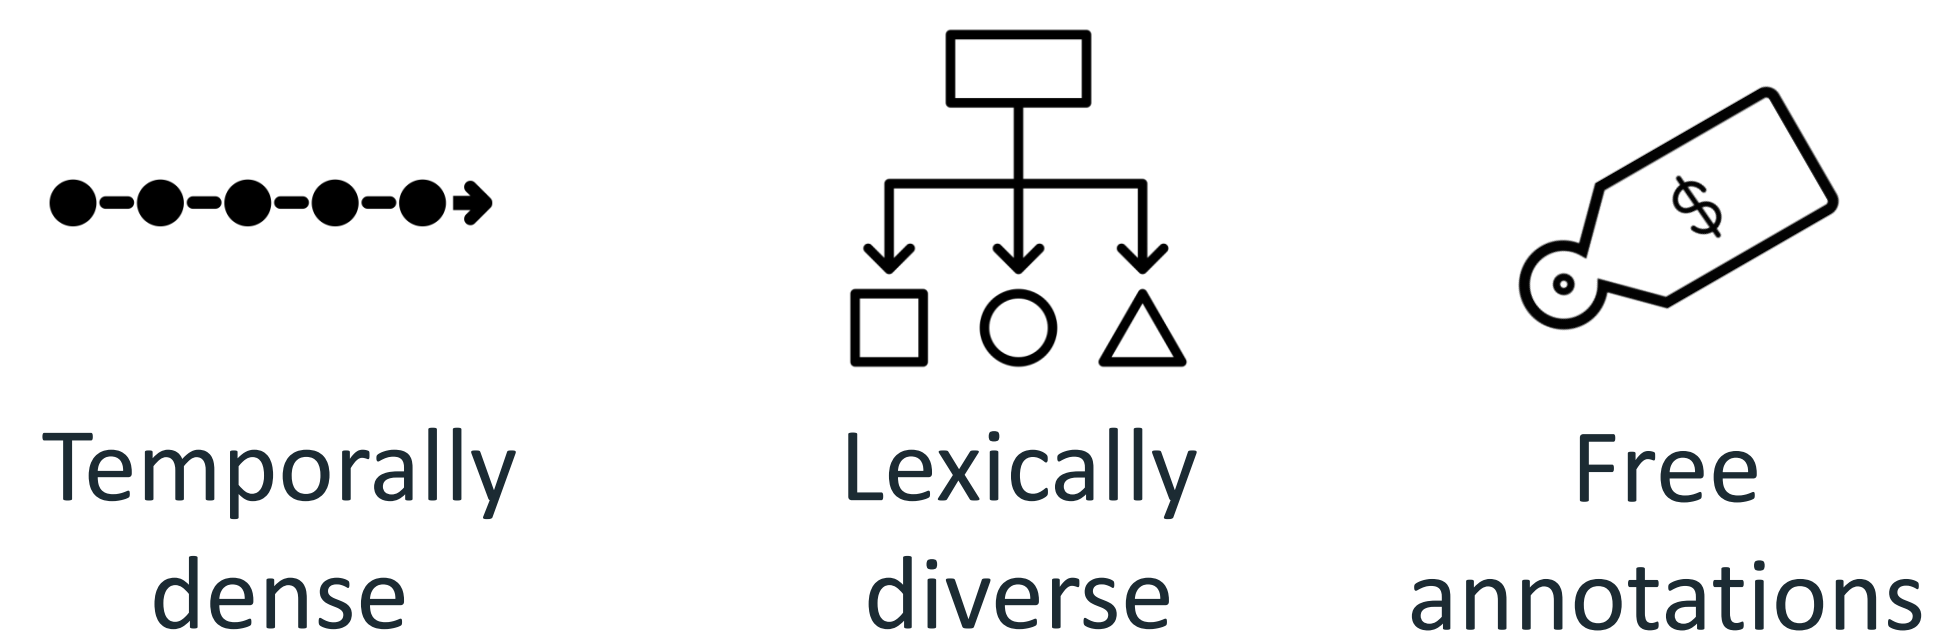 $
Temporally
dense
Lexically
diverse
Free
annotations